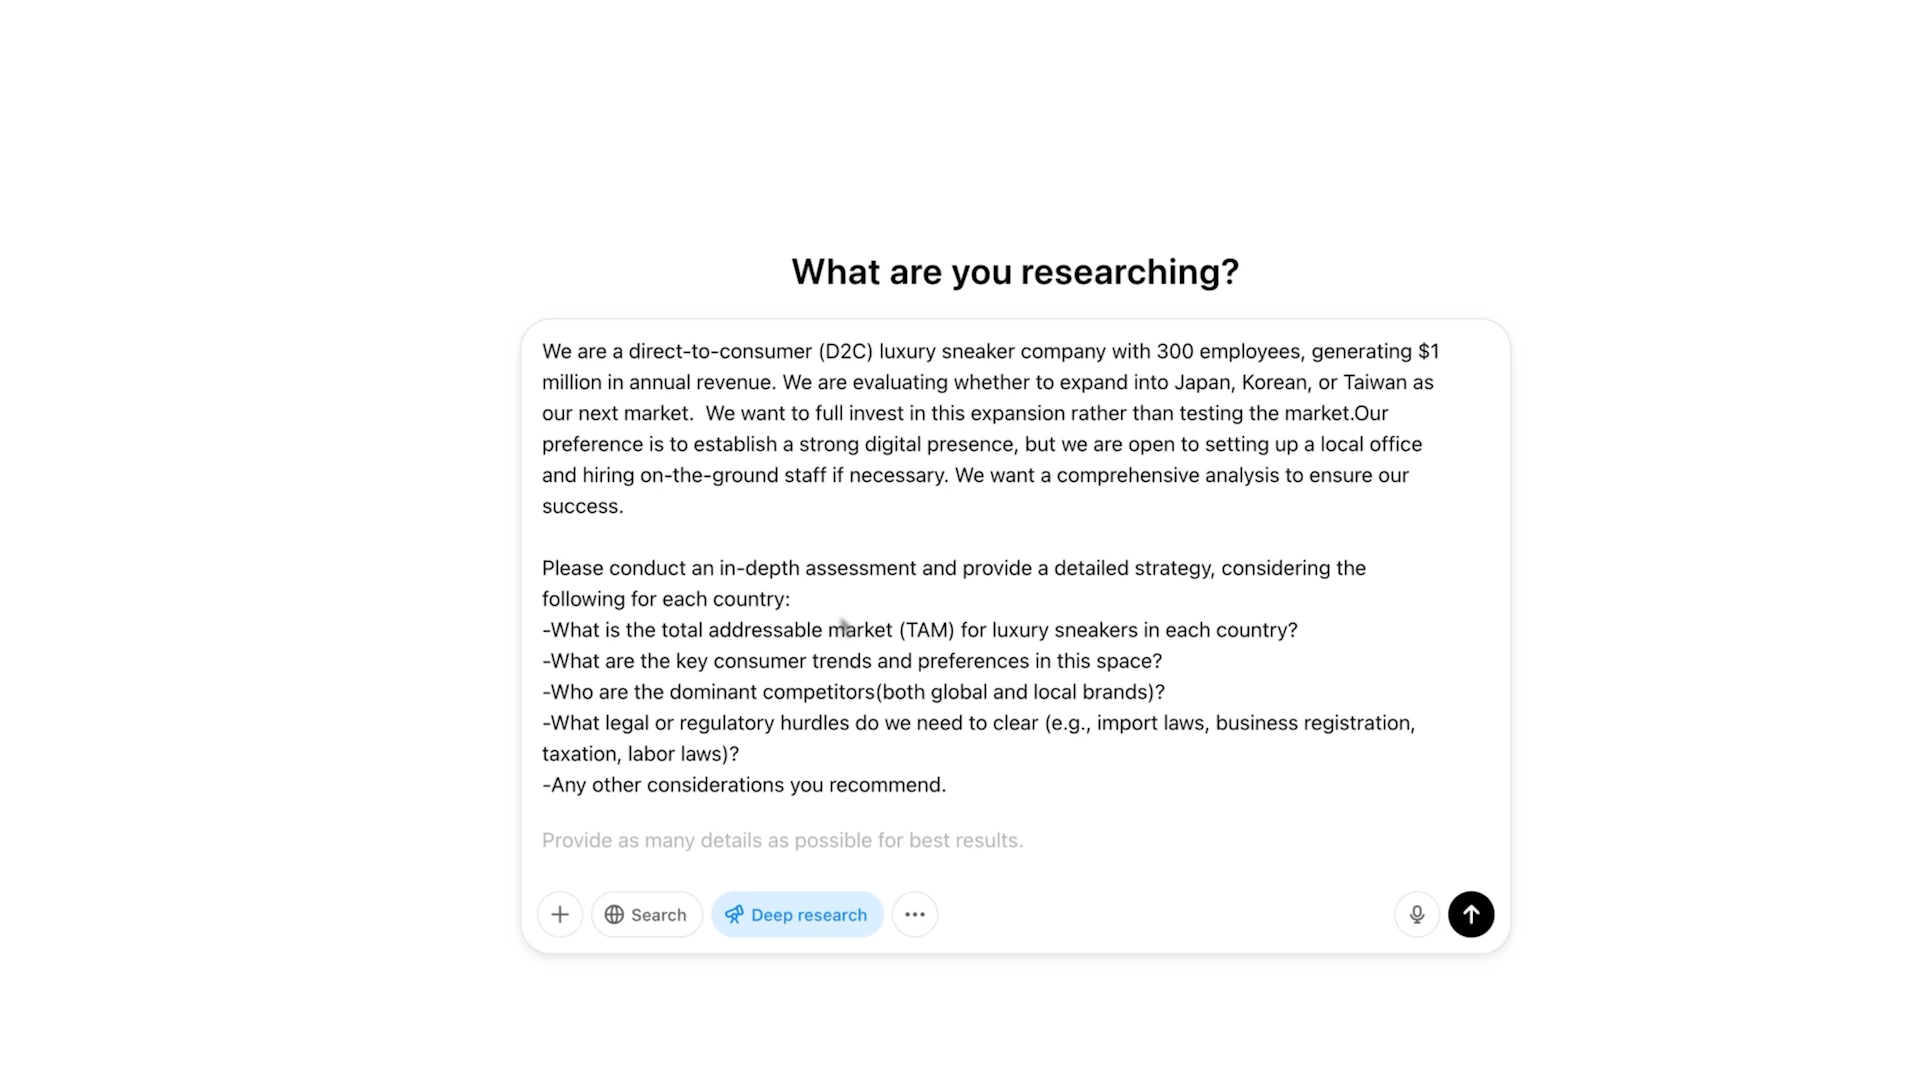 What are you researching?
We are a direct-to-consumer (D2C) luxury sneaker company with 300 employees, generating $1
million in annual revenue. We are evaluating whether to expand into Japan, Korean, or Taiwan as
our next market.  We want to full invest in this expansion rather than testing the market.Our
preference is to establish a strong digital presence, but we are open to setting up a local office
and hiring on-the-ground staff if necessary. We want a comprehensive analysis to ensure our
success.
Please conduct an in-depth assessment and provide a detailed strategy, considering the
following for each country:
-What is the total addressable market (TAM) for luxury sneakers in each country?
-What are the key consumer trends and preferences in this space?
-Who are the dominant competitors(both global and local brands)?
-What legal or regulatory hurdles do we need to clear (e.g., import laws, business registration,
taxation, labor laws)?
-Any other considerations you recommend.
Provide as many details as possible for best results.
Search Deep research